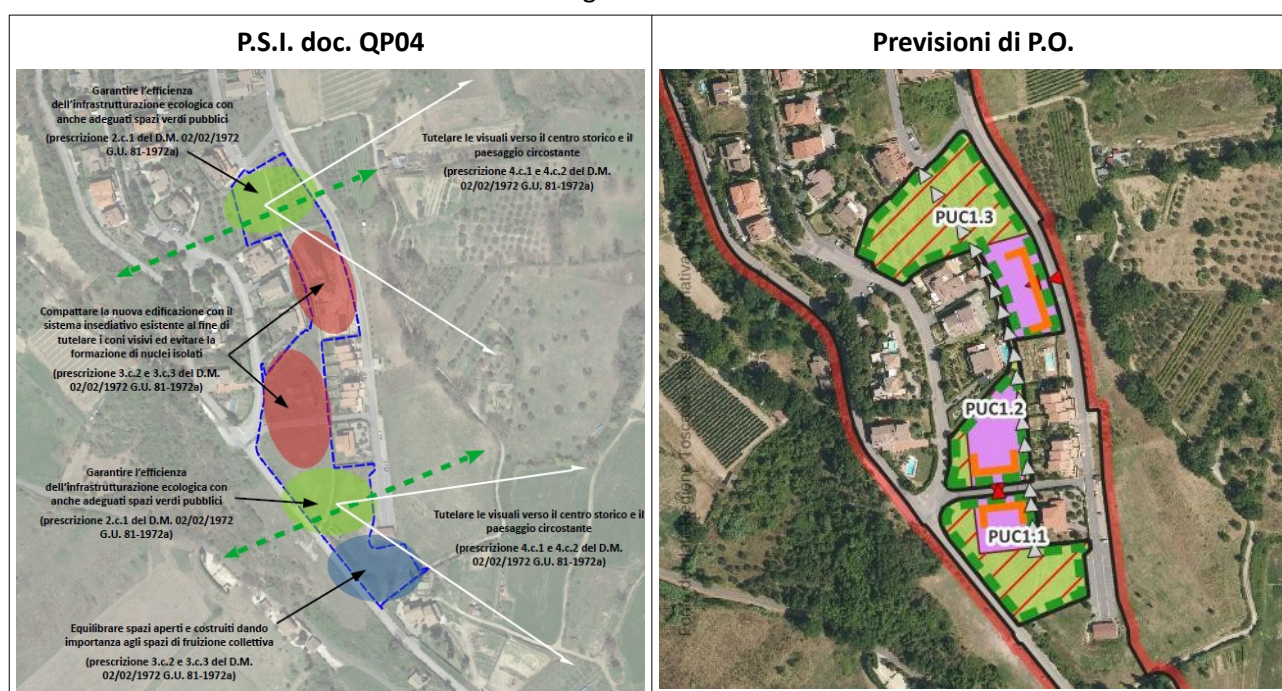 P.S.I. doc. QP04
Previsioni di P.O.
Garantire l'efficienza
dell'infrastrutturazione ecologica con
anche adeguati spazi verdi pubblici
(prescrizione 2.c.1 del D.M. 02/02/1972
G.U. 81-1972a)
Tutelare le visuali verso il centro storico e il
paesaggio circostante
(prescrizione 4.c.1 e 4.c.2 del D.M.
02/02/1972 G.U. 81-1972a)
Compattare la nuova edificazione con il
sistema insediativo esistente al fine di
tutelare i coni visivi ed evitare la
formazione di nuclei isolati
(prescrizione 3.c.2 e 3.c.3 del D.M.
02/02/1972 G.U. 81-1972a)
Garantire l'efficienza
dell'infrastrutturazione ecologica con
anche adeguati spazi verdi pubblici
(prescrizione 2.c.1 del D.M. 02/02/1972
G.U. 81-1972a)
Tutelare le visuali verso il centro storico e il
paesaggio circostante
(prescrizione 4.c.1 e 4.c.2 del D.M.
02/02/1972 G.U. 81-1972a)
Equilibrare spazi aperti e costruiti dando
importanza agli spazi di fruizione collettiva
(prescrizione 3.c.2 e 3.c.3 del D.M.
02/02/1972 G.U. 81-1972a)
PUC1.3
PUC1.2
PUC1.1